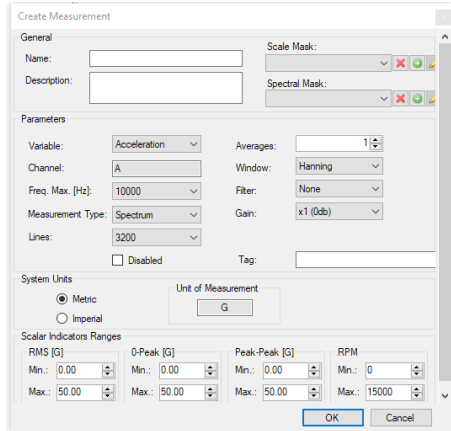 Create Measurement
General
Name:
Description:
Scale Mask:
Spectral Mask:
Parameters
Variable: Acceleration
Channel: A
Freq. Max. [Hz]: 10000
Measurement Type: Spectrum
Lines: 3200
Disabled
Averages: 1
Window: Hanning
Filter: None
Gain: x1 (0db)
Tag:
System Units
Metric
Imperial
Unit of Measurement
G
Scalar Indicators Ranges
RMS [G]
Min.: 0.00
Max.: 50.00
0-Peak [G]
Min.: 0.00
Max.: 50.00
Peak-Peak [G]
Min.: 0.00
Max.: 50.00
RPM
Min.: 0
Max.: 15000
OK Cancel